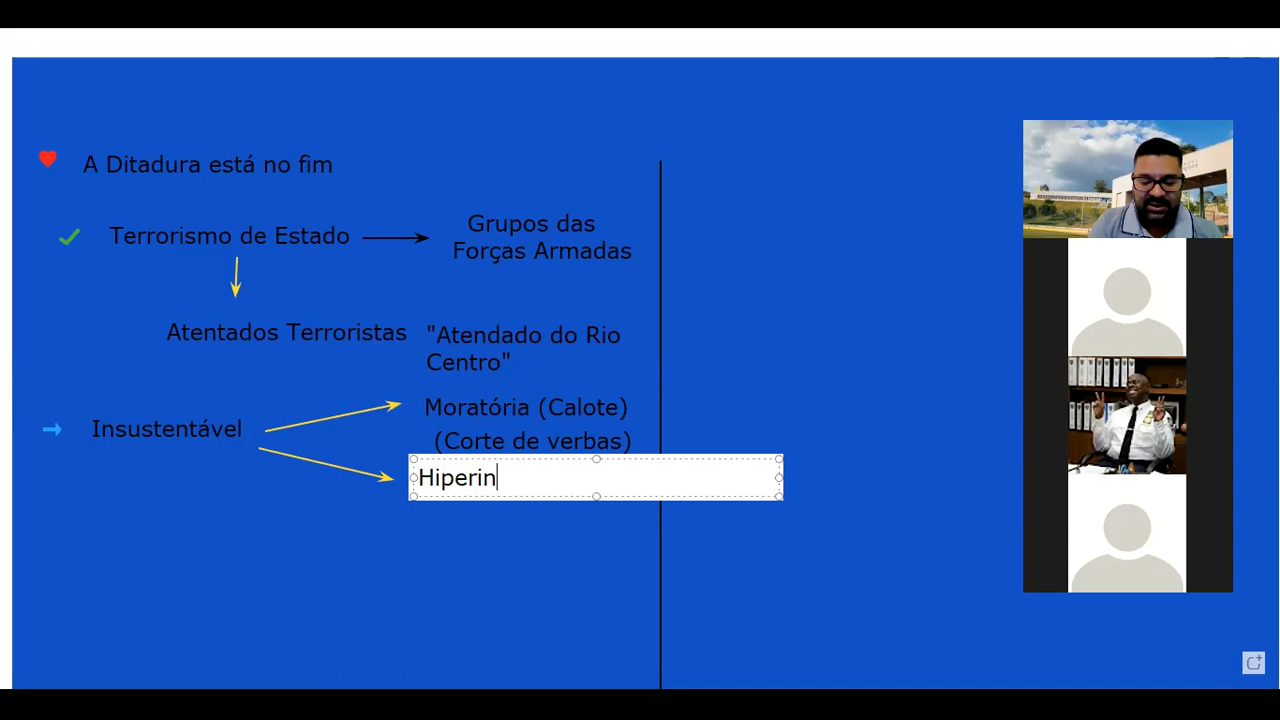 A Ditadura está no fim
Terrorismo de Estado
Grupos das
Forças Armadas
Atentados Terroristas
"Atendado do Rio
Centro"
Insustentável
Moratória (Calote)
(Corte de verbas)
Hiperin